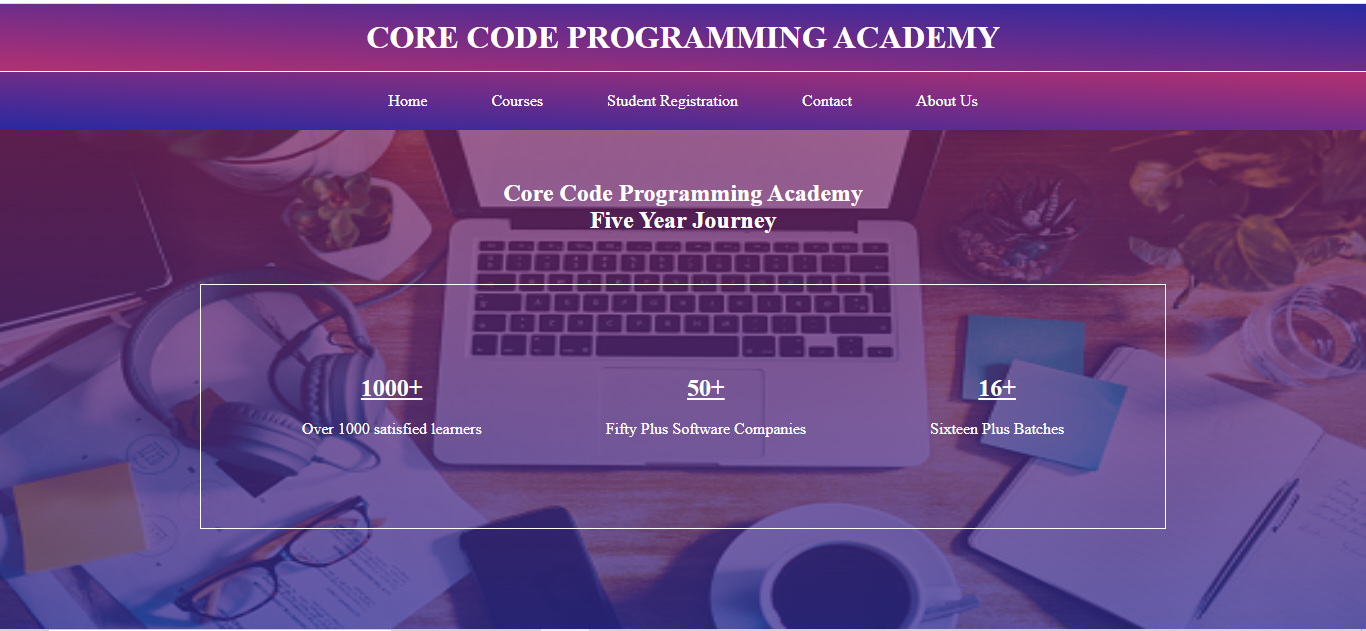 CORE CODE PROGRAMMING ACADEMY
Home Courses Student Registration Contact About Us
Core Code Programming Academy
Five Year Journey
1000+ 50+ 16+
Over 1000 satisfied learners Fifty Plus Software Companies Sixteen Plus Batches